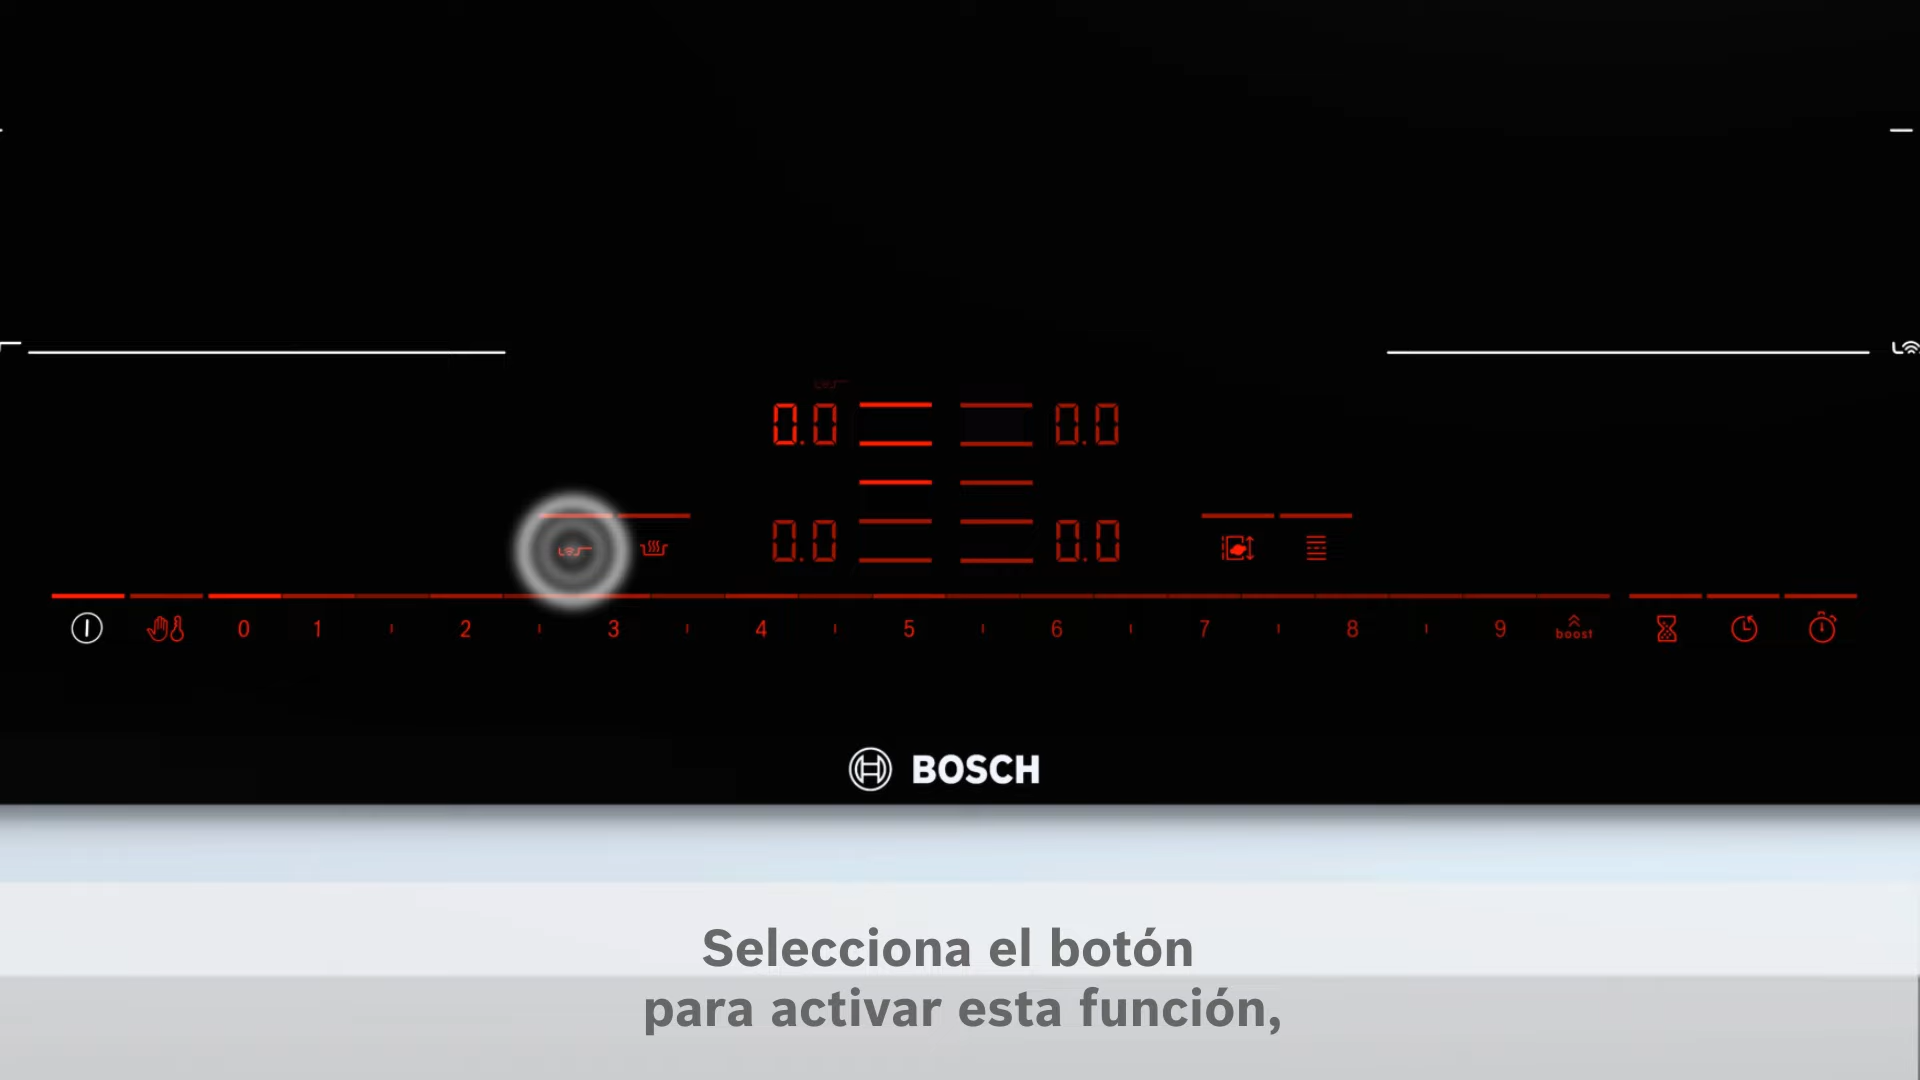 0.0 0.0
0.0 0.0
0 1 2 3 4 5 6 7 8 9 boost
BOSCH
Selecciona el botón
para activar esta función,